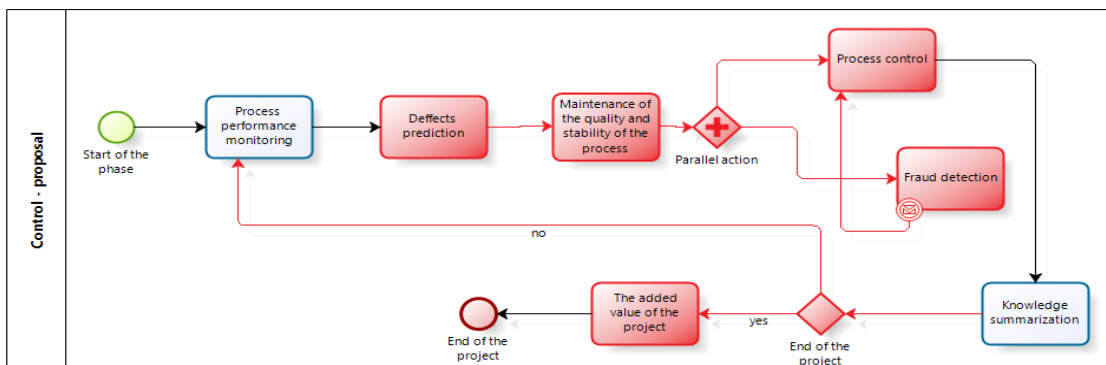 Control - proposal
Start of the
phase
Process
performance
monitoring
Deffects
prediction
Maintenance of
the quality and
stability of the
process
Parallel action
Process control
Fraud detection
no
Knowledge
summarization
End of the
project
yes
The added
value of the
project
End of the
project